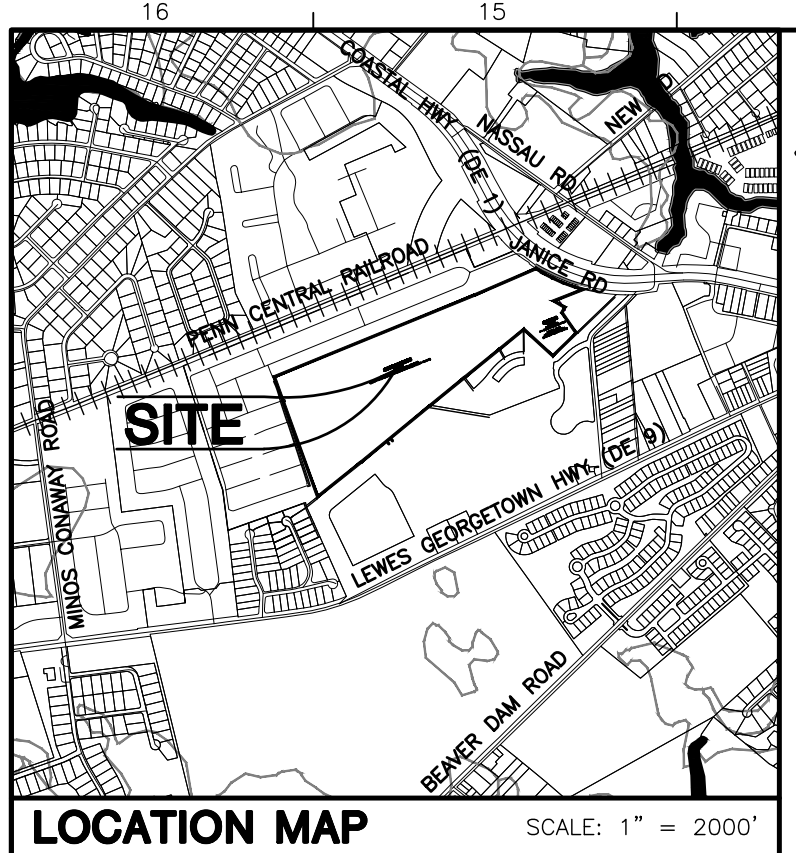 16 15
COASTAL HWY (DE 1)
NASSAU RD
NEW RD
PENN CENTRAL RAILROAD
JANICE RD
SITE
MINOS CONAWAY ROAD
LEWES GEORGETOWN HWY (DE 9)
BEAVER DAM ROAD
LOCATION MAP
SCALE: 1" = 2000'